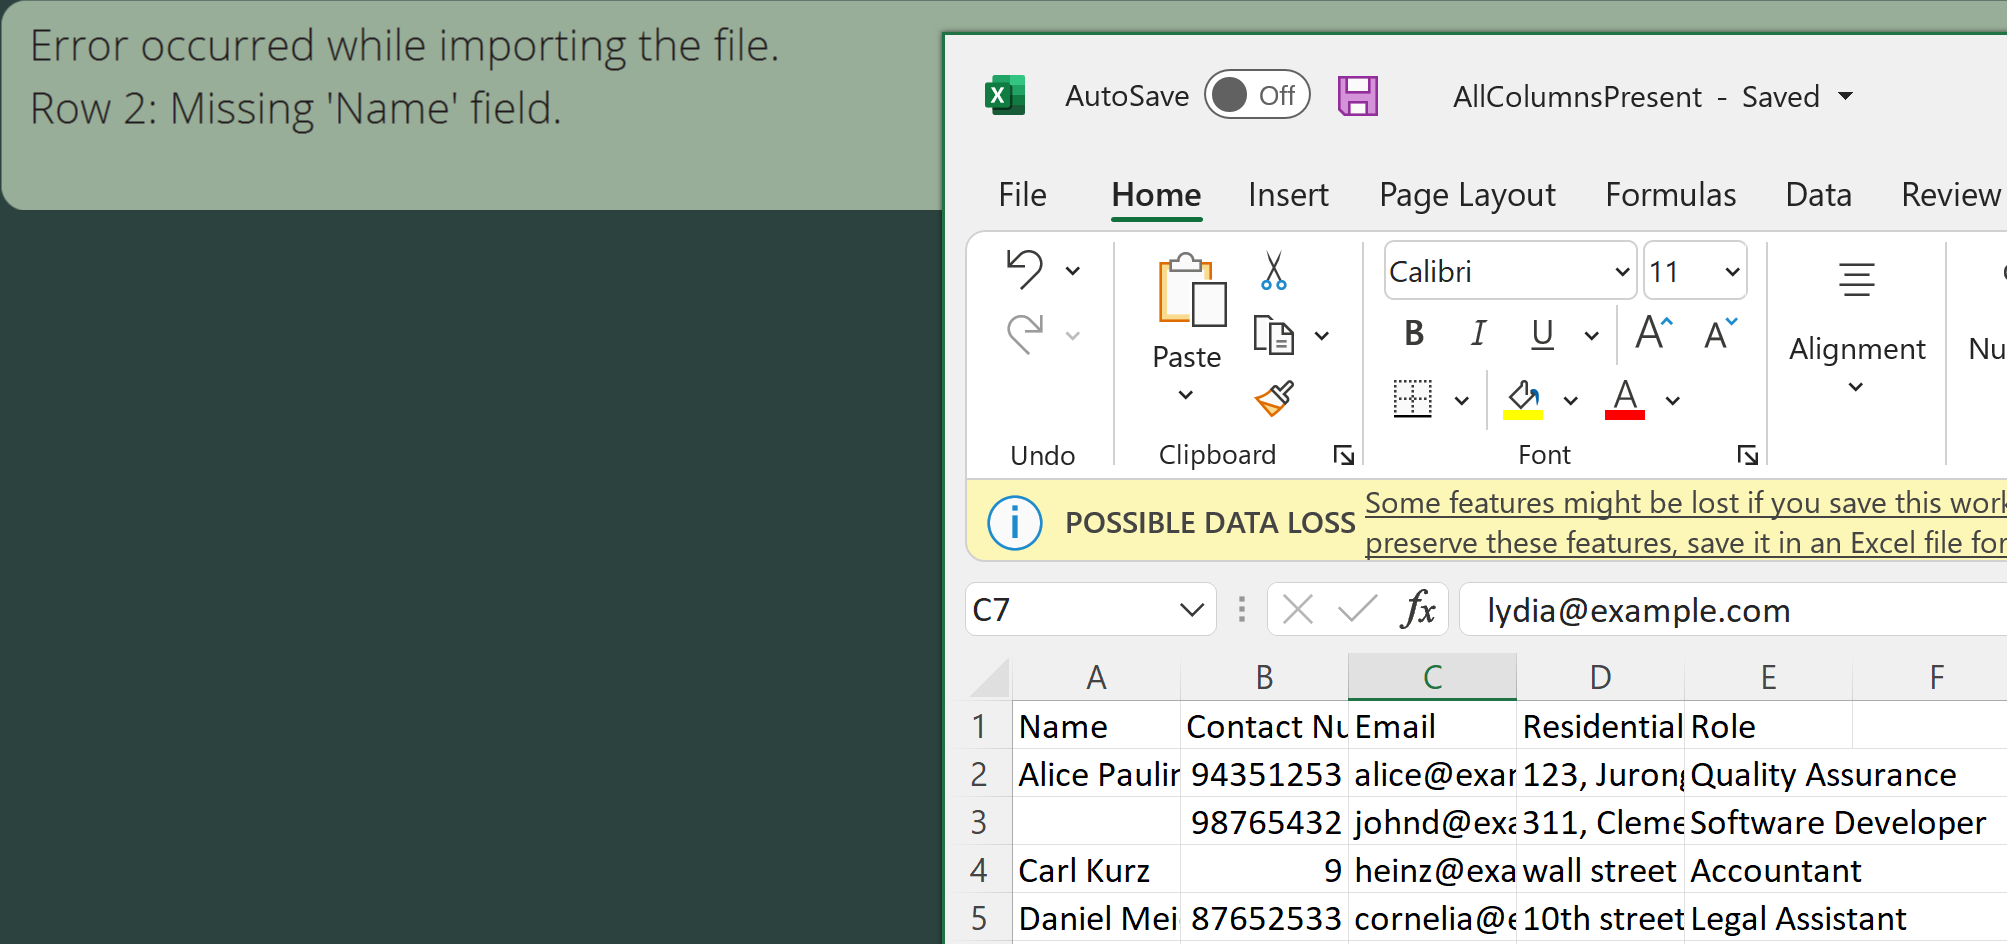 Error occurred while importing the file.
Row 2: Missing 'Name' field.
X AutoSave Off AllColumnsPresent - Saved
File Home Insert Page Layout Formulas Data Review
Paste
Calibri 11
B I U A A
A
Alignment
Nu
Undo Clipboard Font
POSSIBLE DATA LOSS Some features might be lost if you save this work
preserve these features, save it in an Excel file for
C7 fx lydia@example.com
A B C D E F
1 Name Contact Nu Email Residential Role
2 Alice Paulin 94351253 alice@exar 123, Jurong Quality Assurance
3 98765432 johnd@exa 311, Cleme Software Developer
4 Carl Kurz 9 heinz@exa wall street Accountant
5 Daniel Mei 87652533 cornelia@e 10th street Legal Assistant